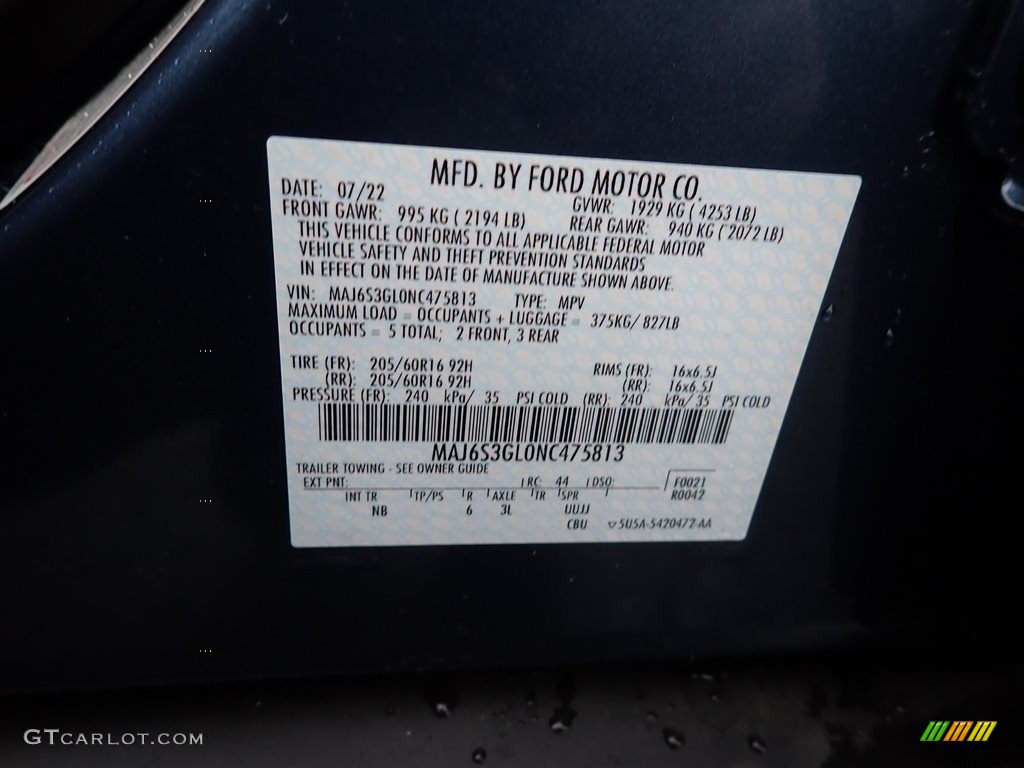 MFD. BY FORD MOTOR CO.
DATE: 07/22 GVWR: 1929 KG ( 4253 LB)
FRONT GAWR: 995 KG ( 2194 LB) REAR GAWR: 940 KG ( 2072 LB)
THIS VEHICLE CONFORMS TO ALL APPLICABLE FEDERAL MOTOR
VEHICLE SAFETY AND THEFT PREVENTION STANDARDS
IN EFFECT ON THE DATE OF MANUFACTURE SHOWN ABOVE.
VIN: MAJ6S3GL0NC475813 TYPE: MPV
MAXIMUM LOAD = OCCUPANTS + LUGGAGE = 375KG/ 827LB
OCCUPANTS = 5 TOTAL; 2 FRONT, 3 REAR
TIRE (FR): 205/60R16 92H RIMS (FR): 16x6.5J
(RR): 205/60R16 92H (RR): 16x6.5J
PRESSURE (FR): 240 kPa/ 35 PSI COLD (RR): 240 kPa/ 35 PSI COLD
MAJ6S3GL0NC475813
TRAILER TOWING - SEE OWNER GUIDE
EXT PNT: RC: 44 DSO: F0021
INT TR TP/PS R AXLE TR SPR R0042
NB 6 3L UUJJ
CBU 5U5A-5420472-AA
GTCARLOT.COM